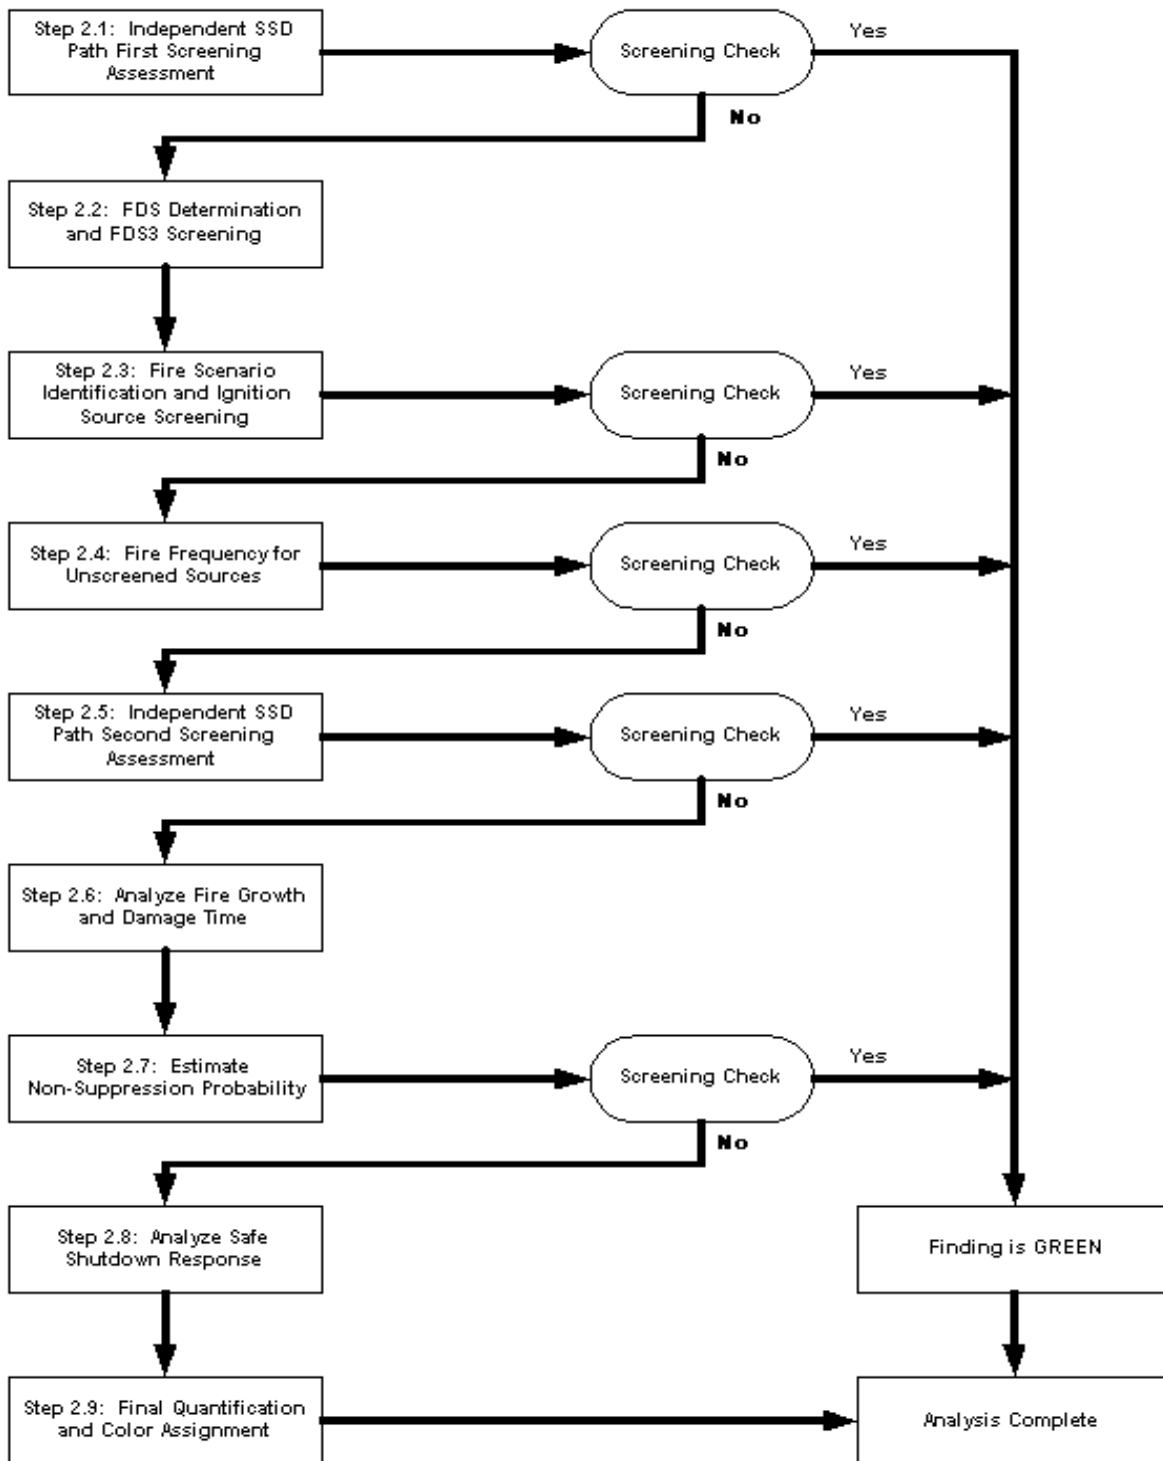 Step 2.1: Independent SSD
Path First Screening
Assessment
Screening Check
Yes
No
Step 2.2: FDS Determination
and FDS3 Screening
Step 2.3: Fire Scenario
Identification and Ignition
Source Screening
Screening Check
Yes
No
Step 2.4: Fire Frequency for
Unscreened Sources
Screening Check
Yes
No
Step 2.5: Independent SSD
Path Second Screening
Assessment
Screening Check
Yes
No
Step 2.6: Analyze Fire Growth
and Damage Time
Step 2.7: Estimate
Non-Suppression Probability
Screening Check
Yes
No
Step 2.8: Analyze Safe
Shutdown Response
Finding is GREEN
Step 2.9: Final Quantification
and Color Assignment
Analysis Complete